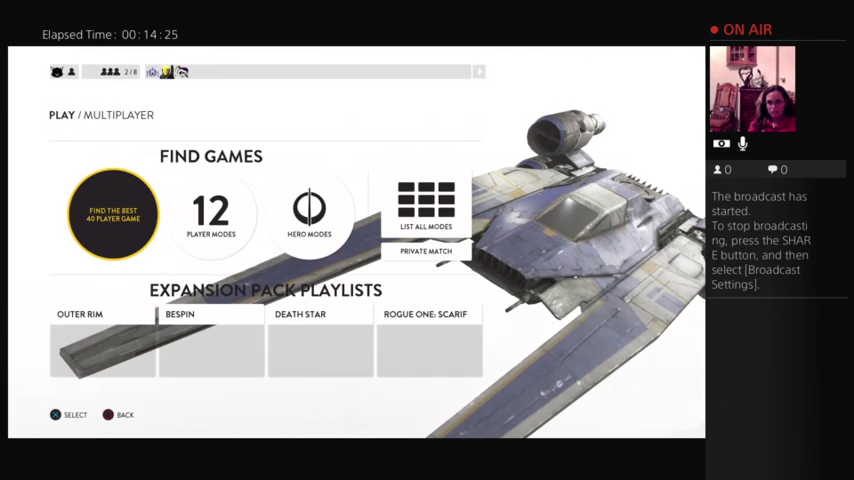 Elapsed Time : 00:14:25
ON AIR
2/8
PLAY / MULTIPLAYER
FIND GAMES
FIND THE BEST
40 PLAYER GAME
12
PLAYER MODES
HERO MODES
LIST ALL MODES
PRIVATE MATCH
EXPANSION PACK PLAYLISTS
OUTER RIM
BESPIN
DEATH STAR
ROGUE ONE: SCARIF
SELECT
BACK
0
0
The broadcast has
started.
To stop broadcasti
ng, press the SHAR
E button, and then
select [Broadcast
Settings].